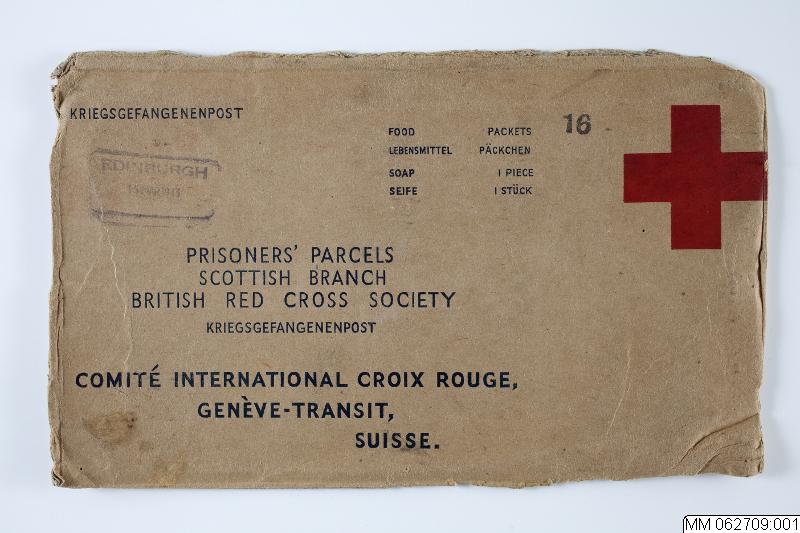 KRIEGSGEFANGENENPOST
FOOD PACKETS 16
LEBENSMITTEL PÄCKCHEN
SOAP 1 PIECE
SEIFE 1 STÜCK
EDINBURGH
PRISONERS' PARCELS
SCOTTISH BRANCH
BRITISH RED CROSS SOCIETY
KRIEGSGEFANGENENPOST
COMITÉ INTERNATIONAL CROIX ROUGE,
GENÈVE-TRANSIT,
SUISSE.
MM 062709:001